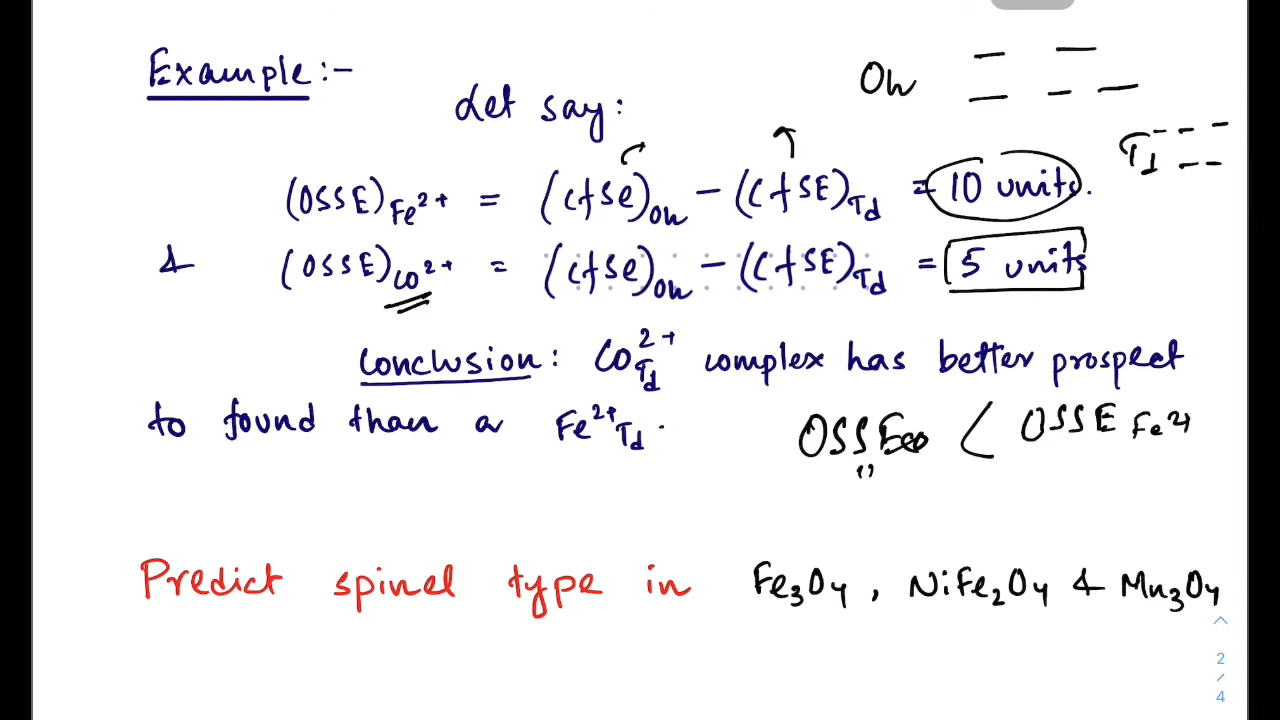 Example:-
Oh
Let say:
Td
(OSSE)Fe²⁺ = (CfSe)Oh - (CfSE)Td = 10 units.
& (OSSE)Co²⁺ = (CfSe)Oh - (CfSE)Td = 5 units
Conclusion: Co²⁺Td complex has better prospect
to found than a Fe²⁺Td.
OSSECo < OSSE Fe²⁺
Predict spinel type in Fe₃O₄, NiFe₂O₄ & Mn₃O₄
2
/
4